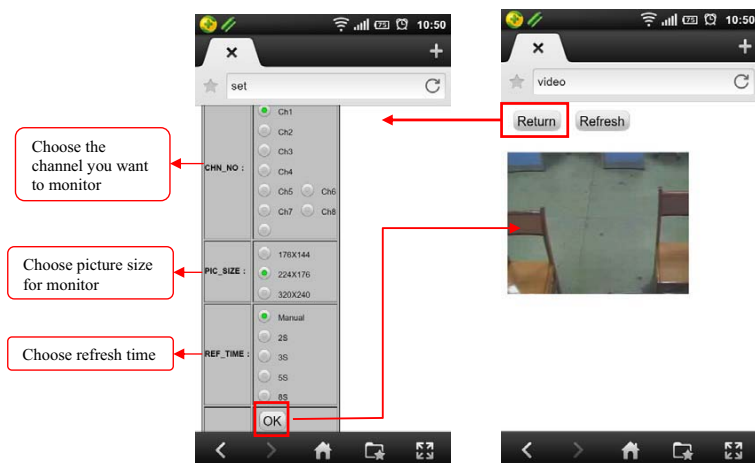 75 10:50
set
Choose the
channel you want
to monitor
CHN_NO :
Ch1
Ch2
Ch3
Ch4
Ch5 Ch6
Ch7 Ch8
Choose picture size
for monitor
PIC_SIZE :
176X144
224X176
320X240
Choose refresh time
REF_TIME :
Manual
2S
3S
5S
8S
OK
75 10:50
video
Return Refresh